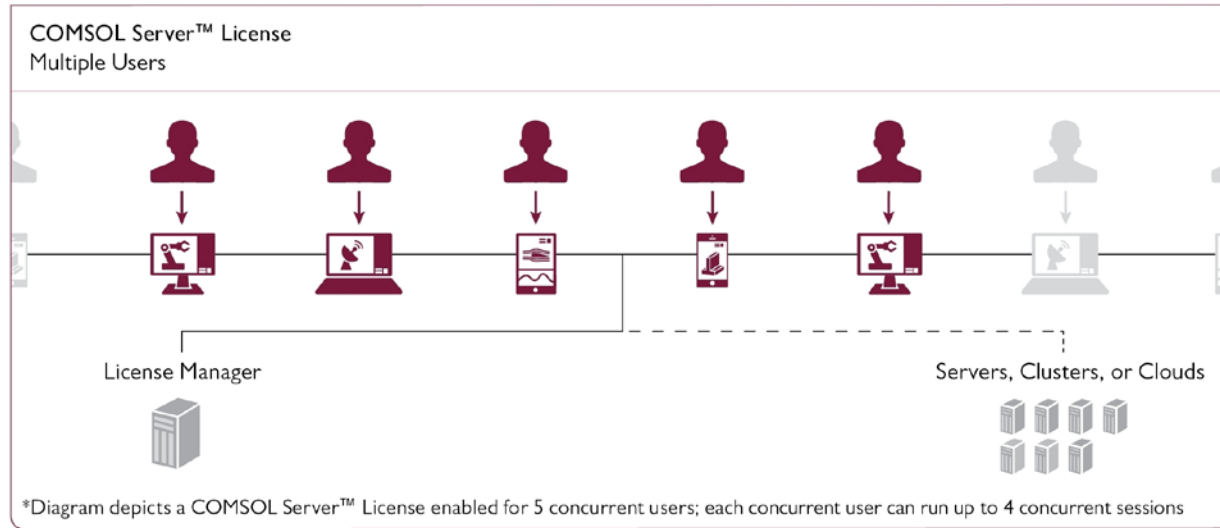 COMSOL Server™ License
Multiple Users
License Manager
Servers, Clusters, or Clouds
*Diagram depicts a COMSOL Server™ License enabled for 5 concurrent users; each concurrent user can run up to 4 concurrent sessions